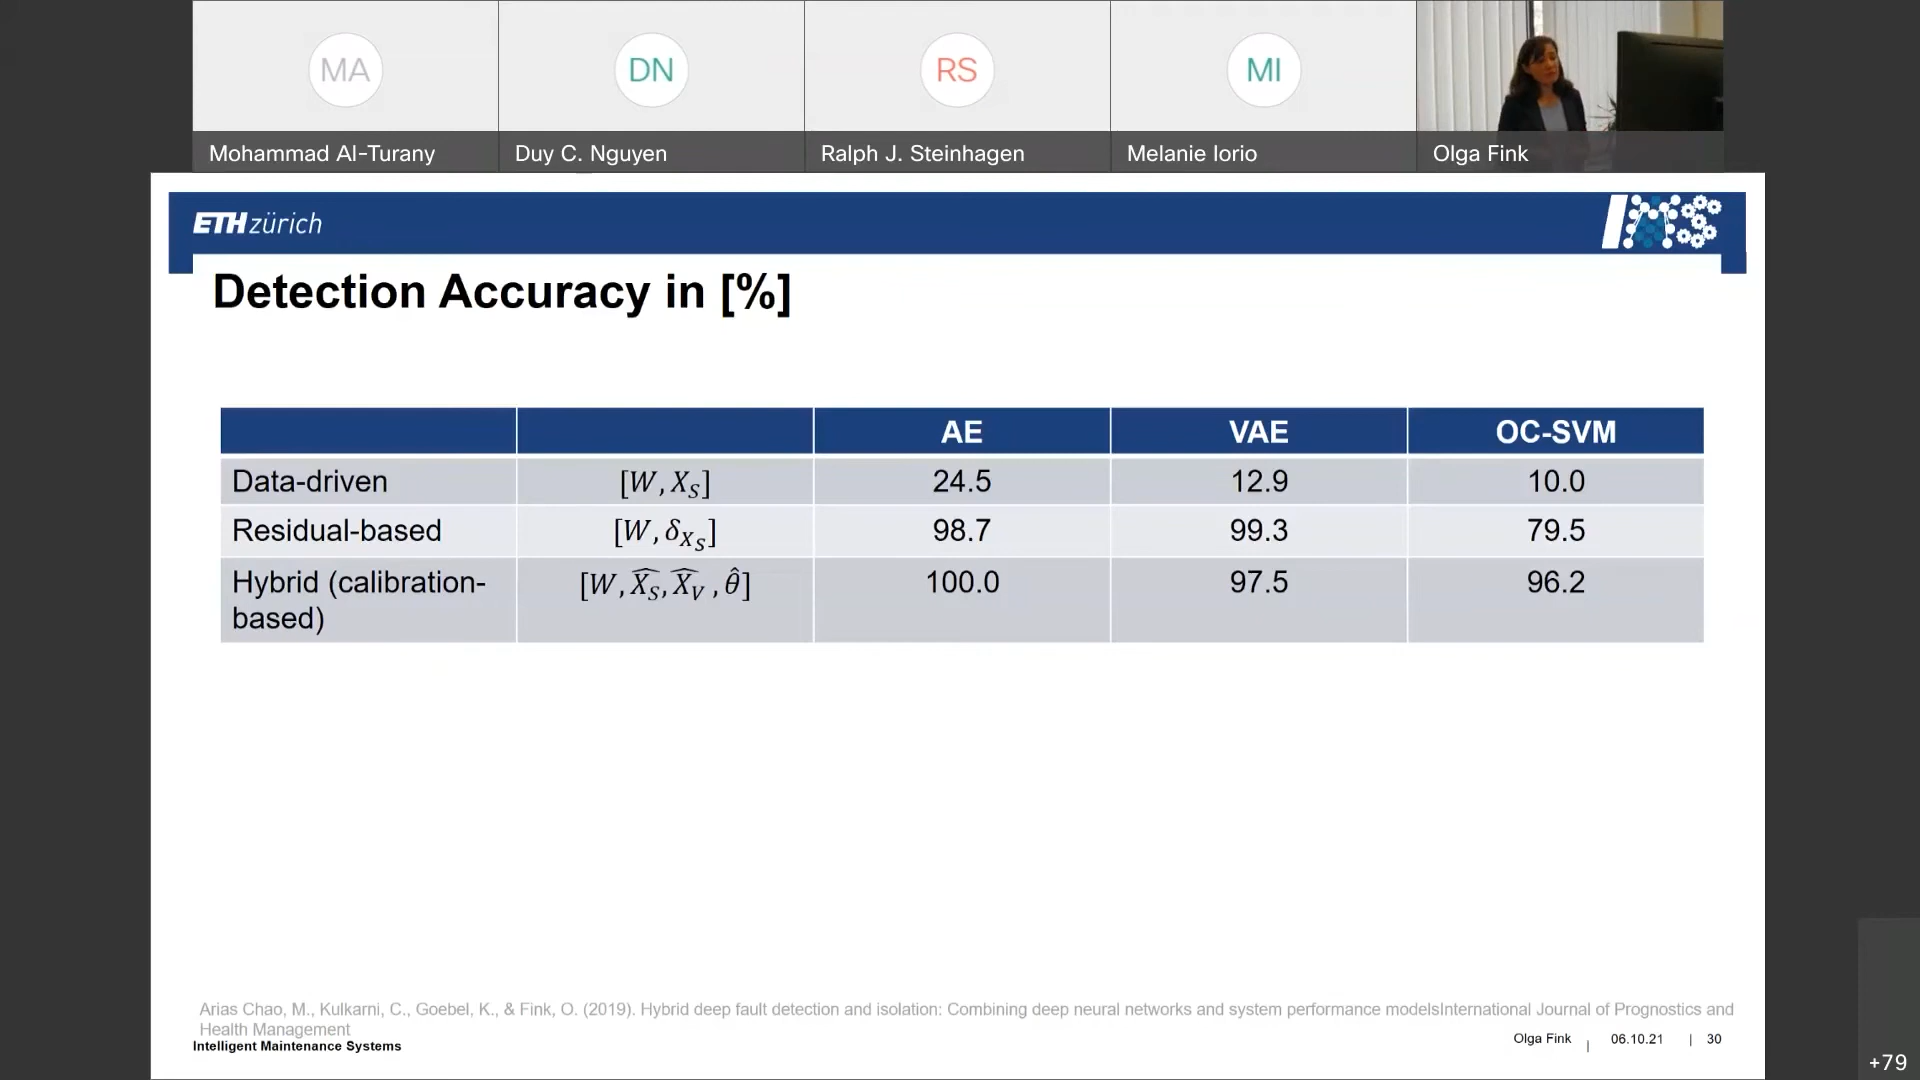 MA
DN
RS
MI
Mohammad Al-Turany
Duy C. Nguyen
Ralph J. Steinhagen
Melanie Iorio
Olga Fink
ETH zürich
IMS
Detection Accuracy in [%]
AE VAE OC-SVM
Data-driven [W, X_S] 24.5 12.9 10.0
Residual-based [W, δ_{X_S}] 98.7 99.3 79.5
Hybrid (calibration- [W, X̂_S, X̂_V , θ̂] 100.0 97.5 96.2
based)
Arias Chao, M., Kulkarni, C., Goebel, K., & Fink, O. (2019). Hybrid deep fault detection and isolation: Combining deep neural networks and system performance modelsInternational Journal of Prognostics and
Health Management
Intelligent Maintenance Systems
Olga Fink | 06.10.21 | 30
+79